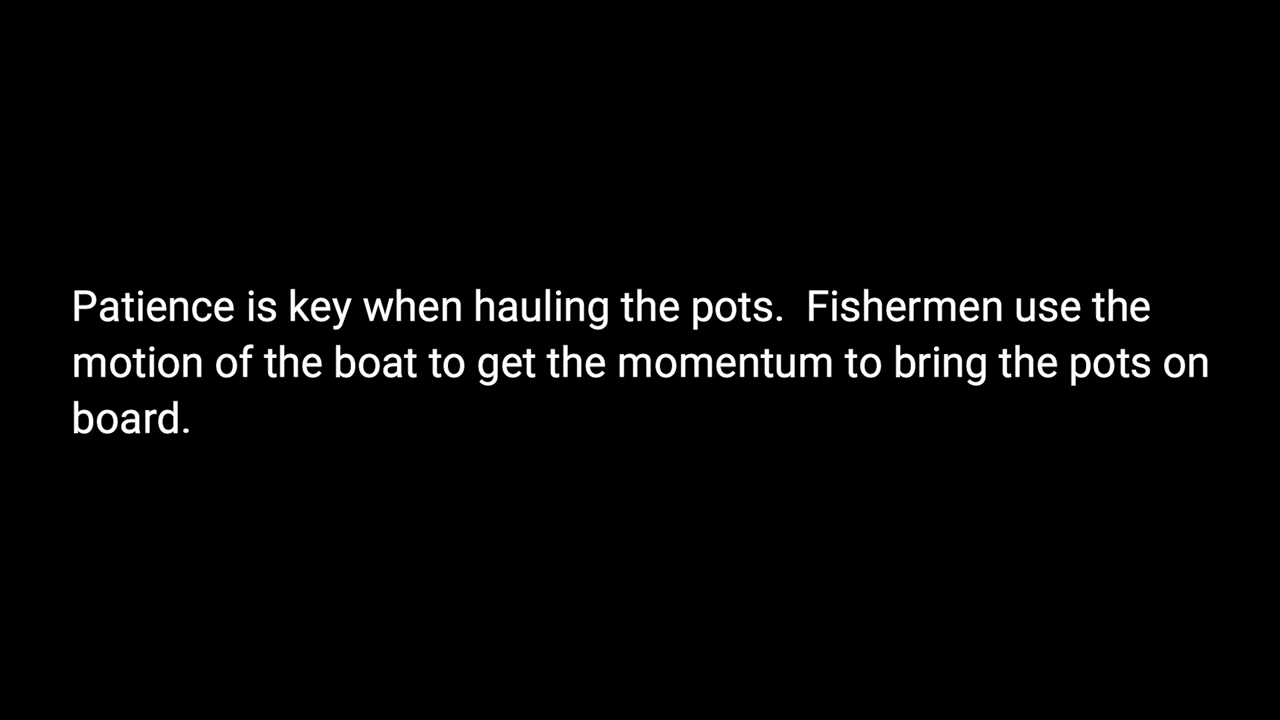 Patience is key when hauling the pots.  Fishermen use the
motion of the boat to get the momentum to bring the pots on
board.